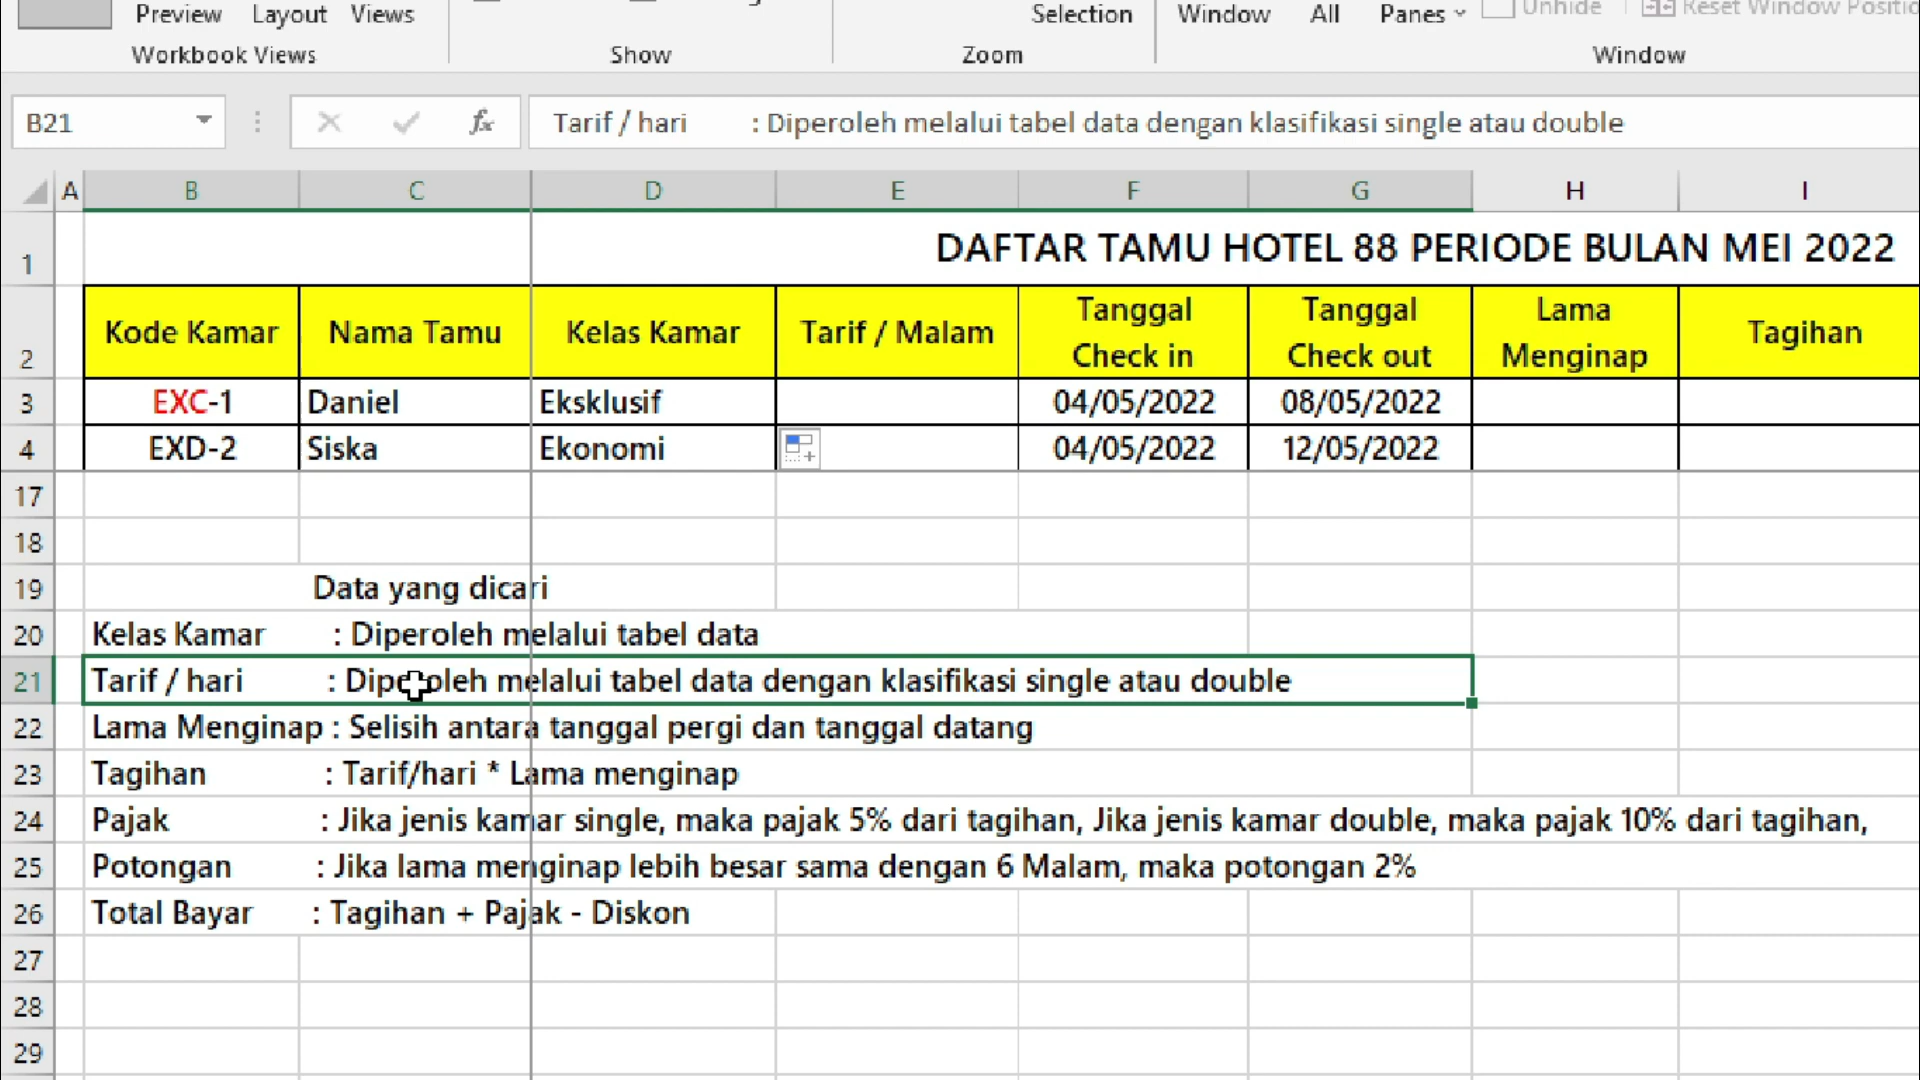 Preview Layout Views Selection Window All Panes Unhide Reset Window Positio
Workbook Views Show Zoom Window
B21 fx Tarif / hari : Diperoleh melalui tabel data dengan klasifikasi single atau double
A B C D E F G H I
1 DAFTAR TAMU HOTEL 88 PERIODE BULAN MEI 2022
2 Kode Kamar Nama Tamu Kelas Kamar Tarif / Malam Tanggal Check in Tanggal Check out Lama Menginap Tagihan
3 EXC-1 Daniel Eksklusif 04/05/2022 08/05/2022
4 EXD-2 Siska Ekonomi 04/05/2022 12/05/2022
17
18
19 Data yang dicari
20 Kelas Kamar : Diperoleh melalui tabel data
21 Tarif / hari : Diperoleh melalui tabel data dengan klasifikasi single atau double
22 Lama Menginap : Selisih antara tanggal pergi dan tanggal datang
23 Tagihan : Tarif/hari * Lama menginap
24 Pajak : Jika jenis kamar single, maka pajak 5% dari tagihan, Jika jenis kamar double, maka pajak 10% dari tagihan,
25 Potongan : Jika lama menginap lebih besar sama dengan 6 Malam, maka potongan 2%
26 Total Bayar : Tagihan + Pajak - Diskon
27
28
29